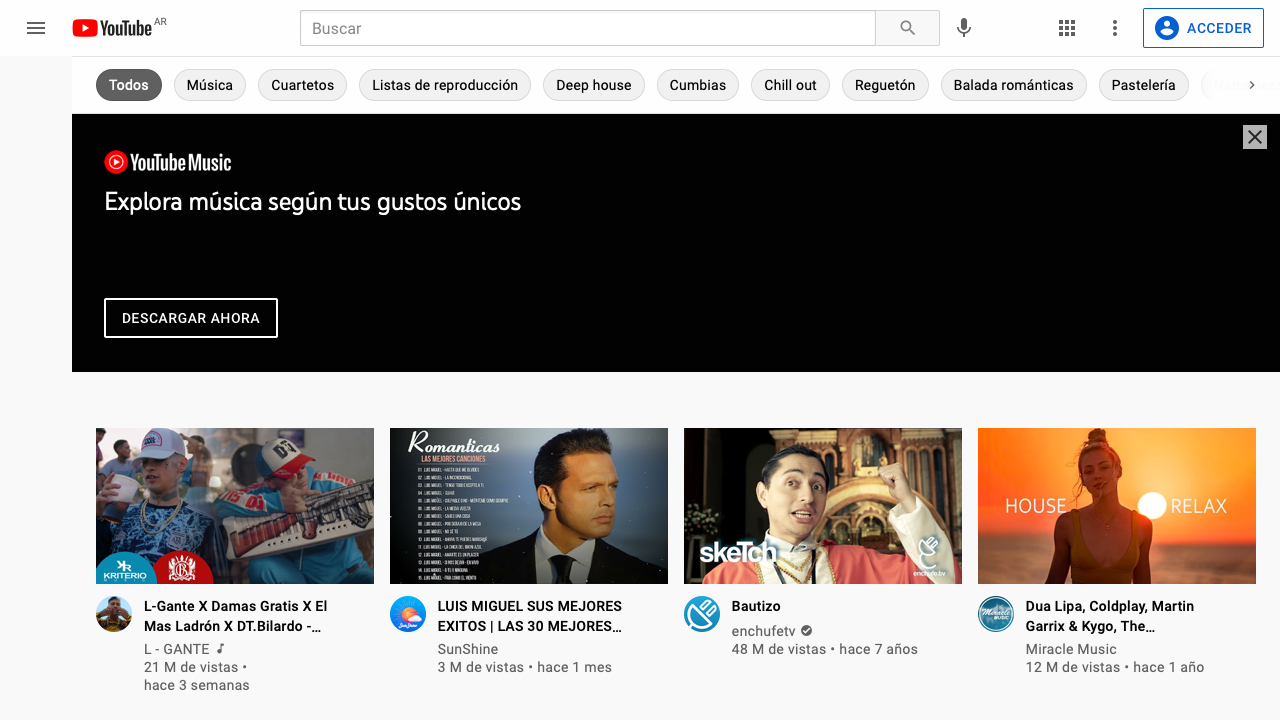 YouTube AR
Buscar
ACCEDER
Todos
Música
Cuartetos
Listas de reproducción
Deep house
Cumbias
Chill out
Reguetón
Balada románticas
Pastelería
YouTube Music
Explora música según tus gustos únicos
DESCARGAR AHORA
KRITERIO
Romanticas
LAS MEJORES CANCIONES
skeTch
enchufe.tv
HOUSE RELAX
L-Gante X Damas Gratis X El
Mas Ladrón X DT.Bilardo -...
L - GANTE
21 M de vistas •
hace 3 semanas
LUIS MIGUEL SUS MEJORES
EXITOS | LAS 30 MEJORES...
SunShine
3 M de vistas • hace 1 mes
Bautizo
enchufetv
48 M de vistas • hace 7 años
Dua Lipa, Coldplay, Martin
Garrix & Kygo, The...
Miracle Music
12 M de vistas • hace 1 año